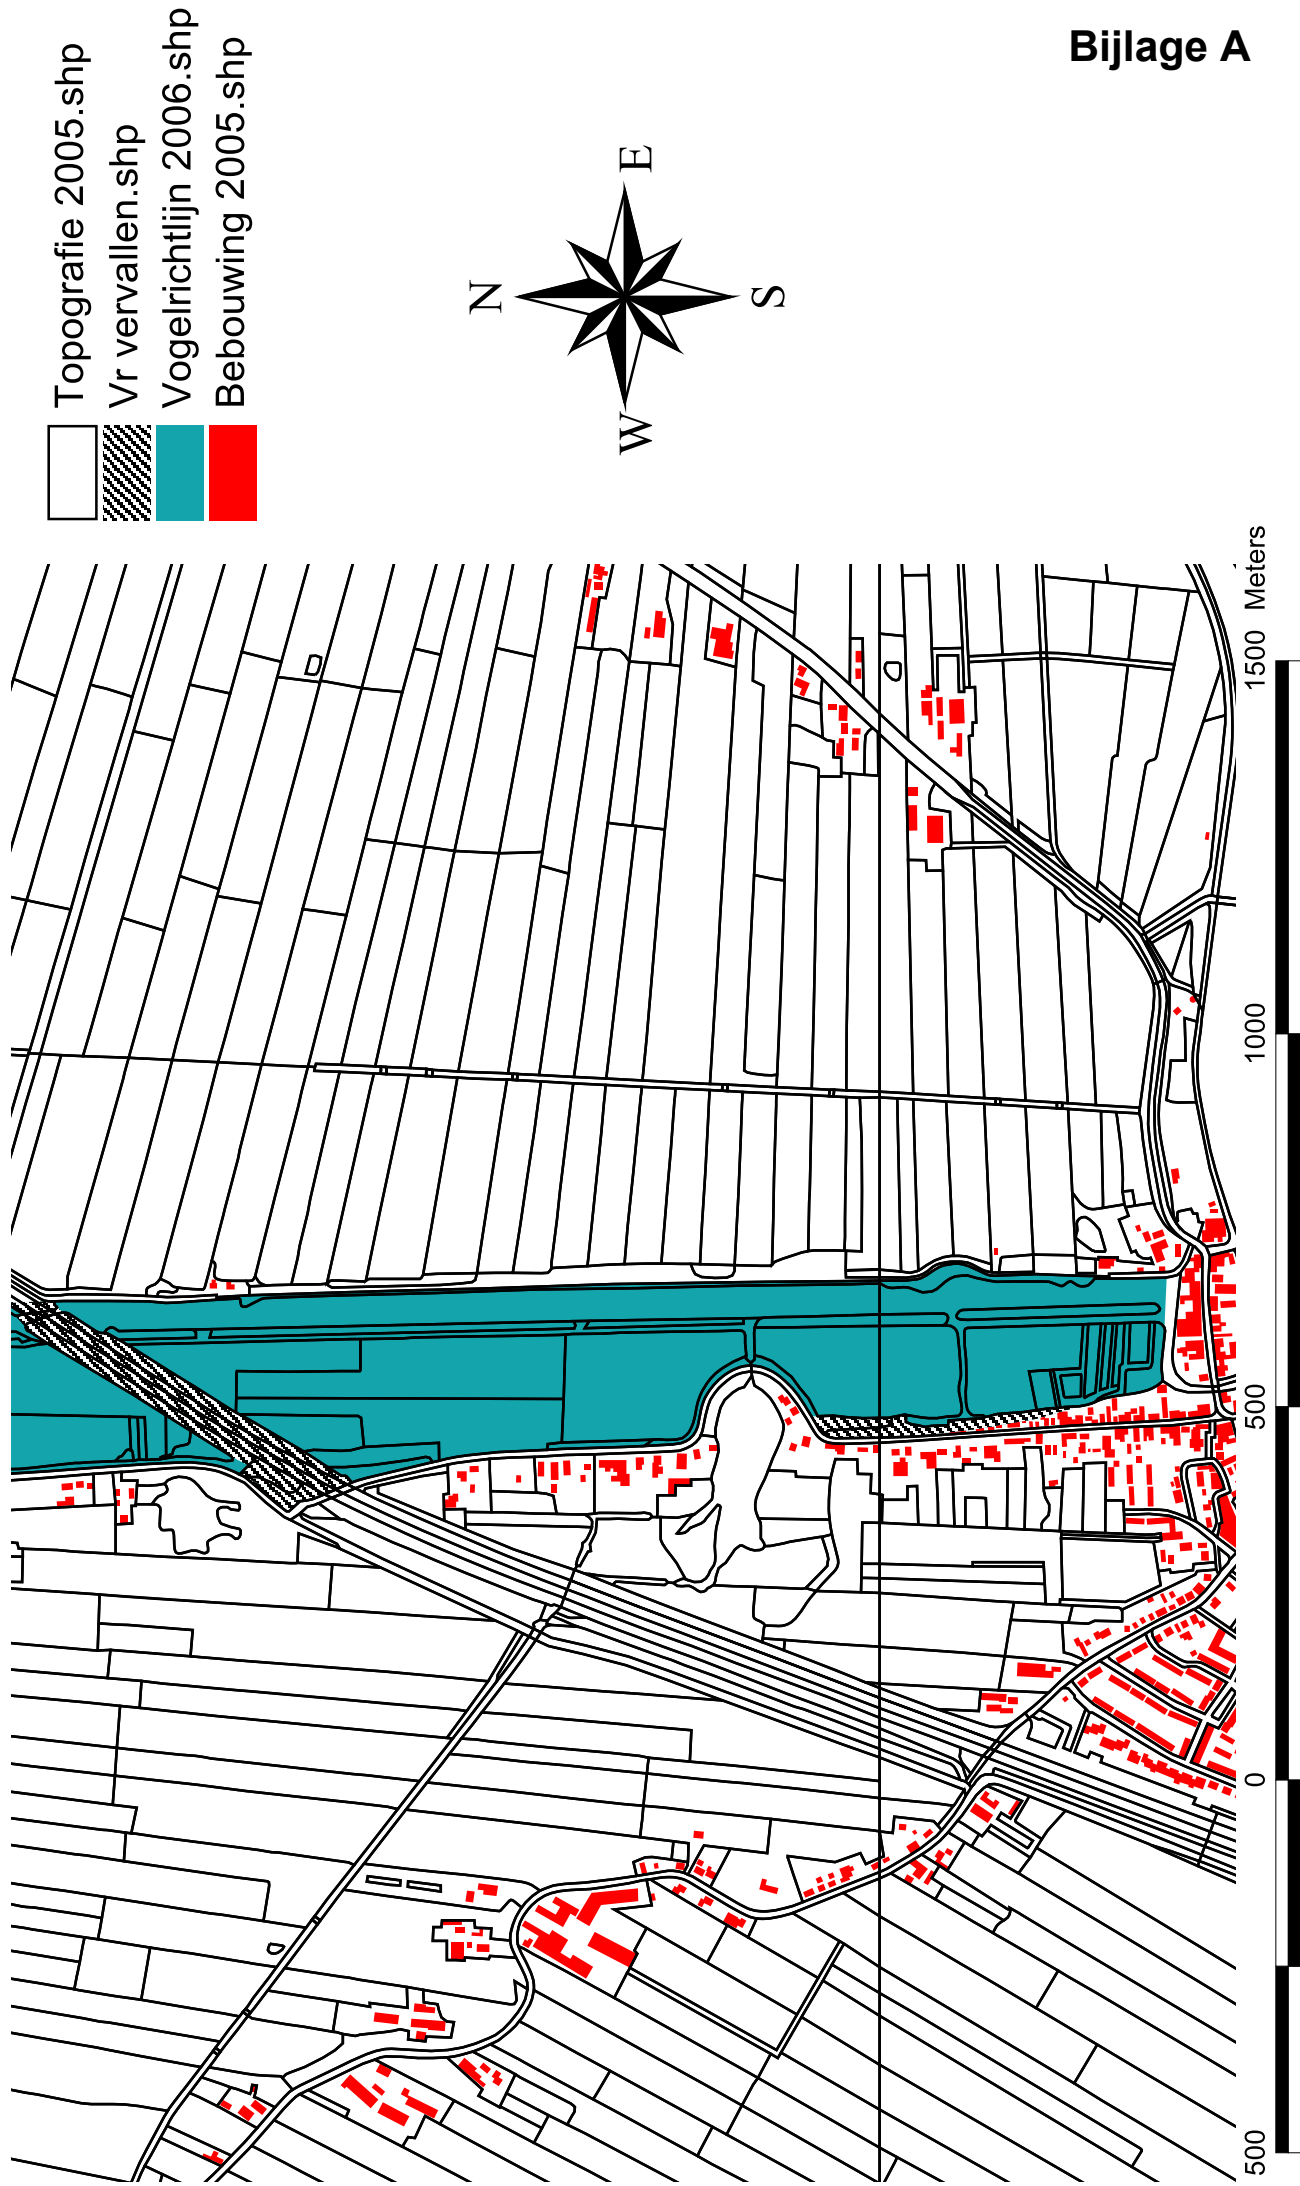 Bijlage A
Topografie 2005.shp
Vr vervallen.shp
Vogelrichtlijn 2006.shp
Bebouwing 2005.shp
N
E
S
W
500 0 500 1000 1500 Meters